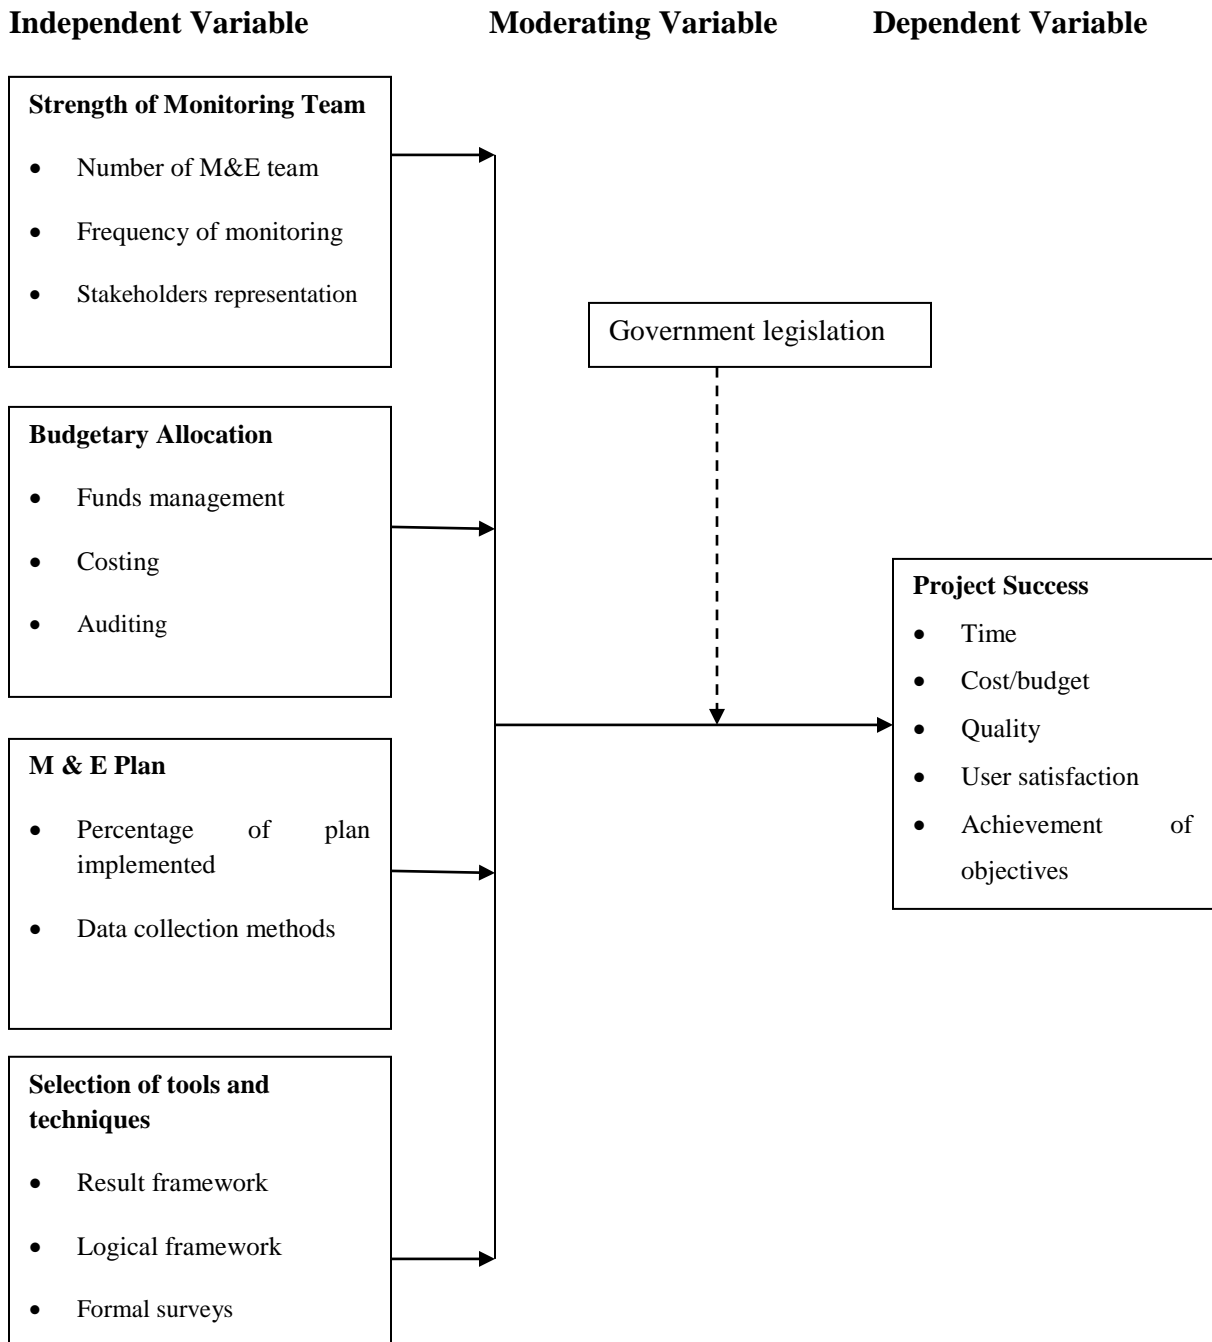 Independent Variable Moderating Variable Dependent Variable
Strength of Monitoring Team
• Number of M&E team
• Frequency of monitoring
• Stakeholders representation
Government legislation
Budgetary Allocation
• Funds management
• Costing
• Auditing
Project Success
• Time
• Cost/budget
• Quality
• User satisfaction
• Achievement of
objectives
M & E Plan
• Percentage of plan
implemented
• Data collection methods
Selection of tools and
techniques
• Result framework
• Logical framework
• Formal surveys